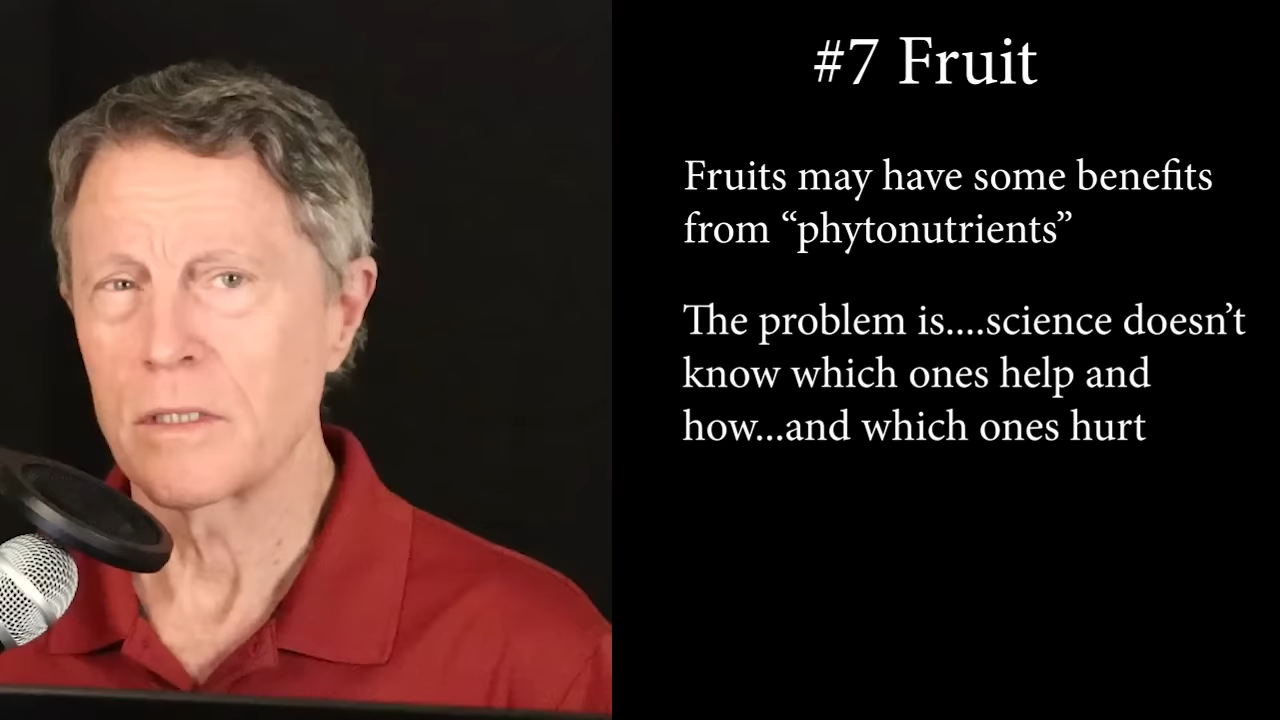 #7 Fruit
Fruits may have some benefits
from “phytonutrients”
The problem is....science doesn’t
know which ones help and
how...and which ones hurt